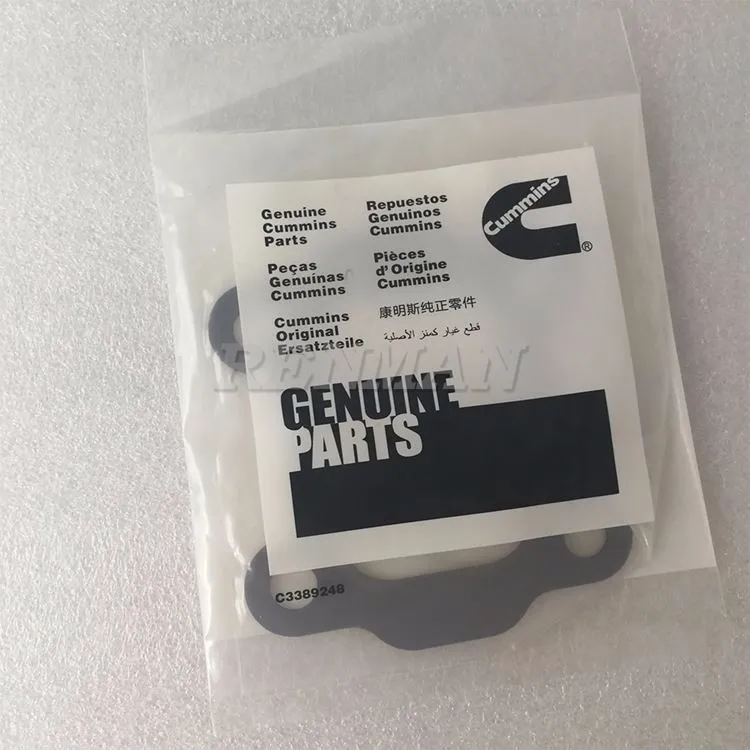 Genuine
Cummins
Parts
Repuestos
Genuinos
Cummins
Cummins
®
Peças
Genuínas
Cummins
Pièces
d'Origine
Cummins
Cummins
Original
Ersatzteile
康明斯纯正零件
قطع غيار كمنز الأصلية
RENMAN
GENUINE
PARTS
C3389248